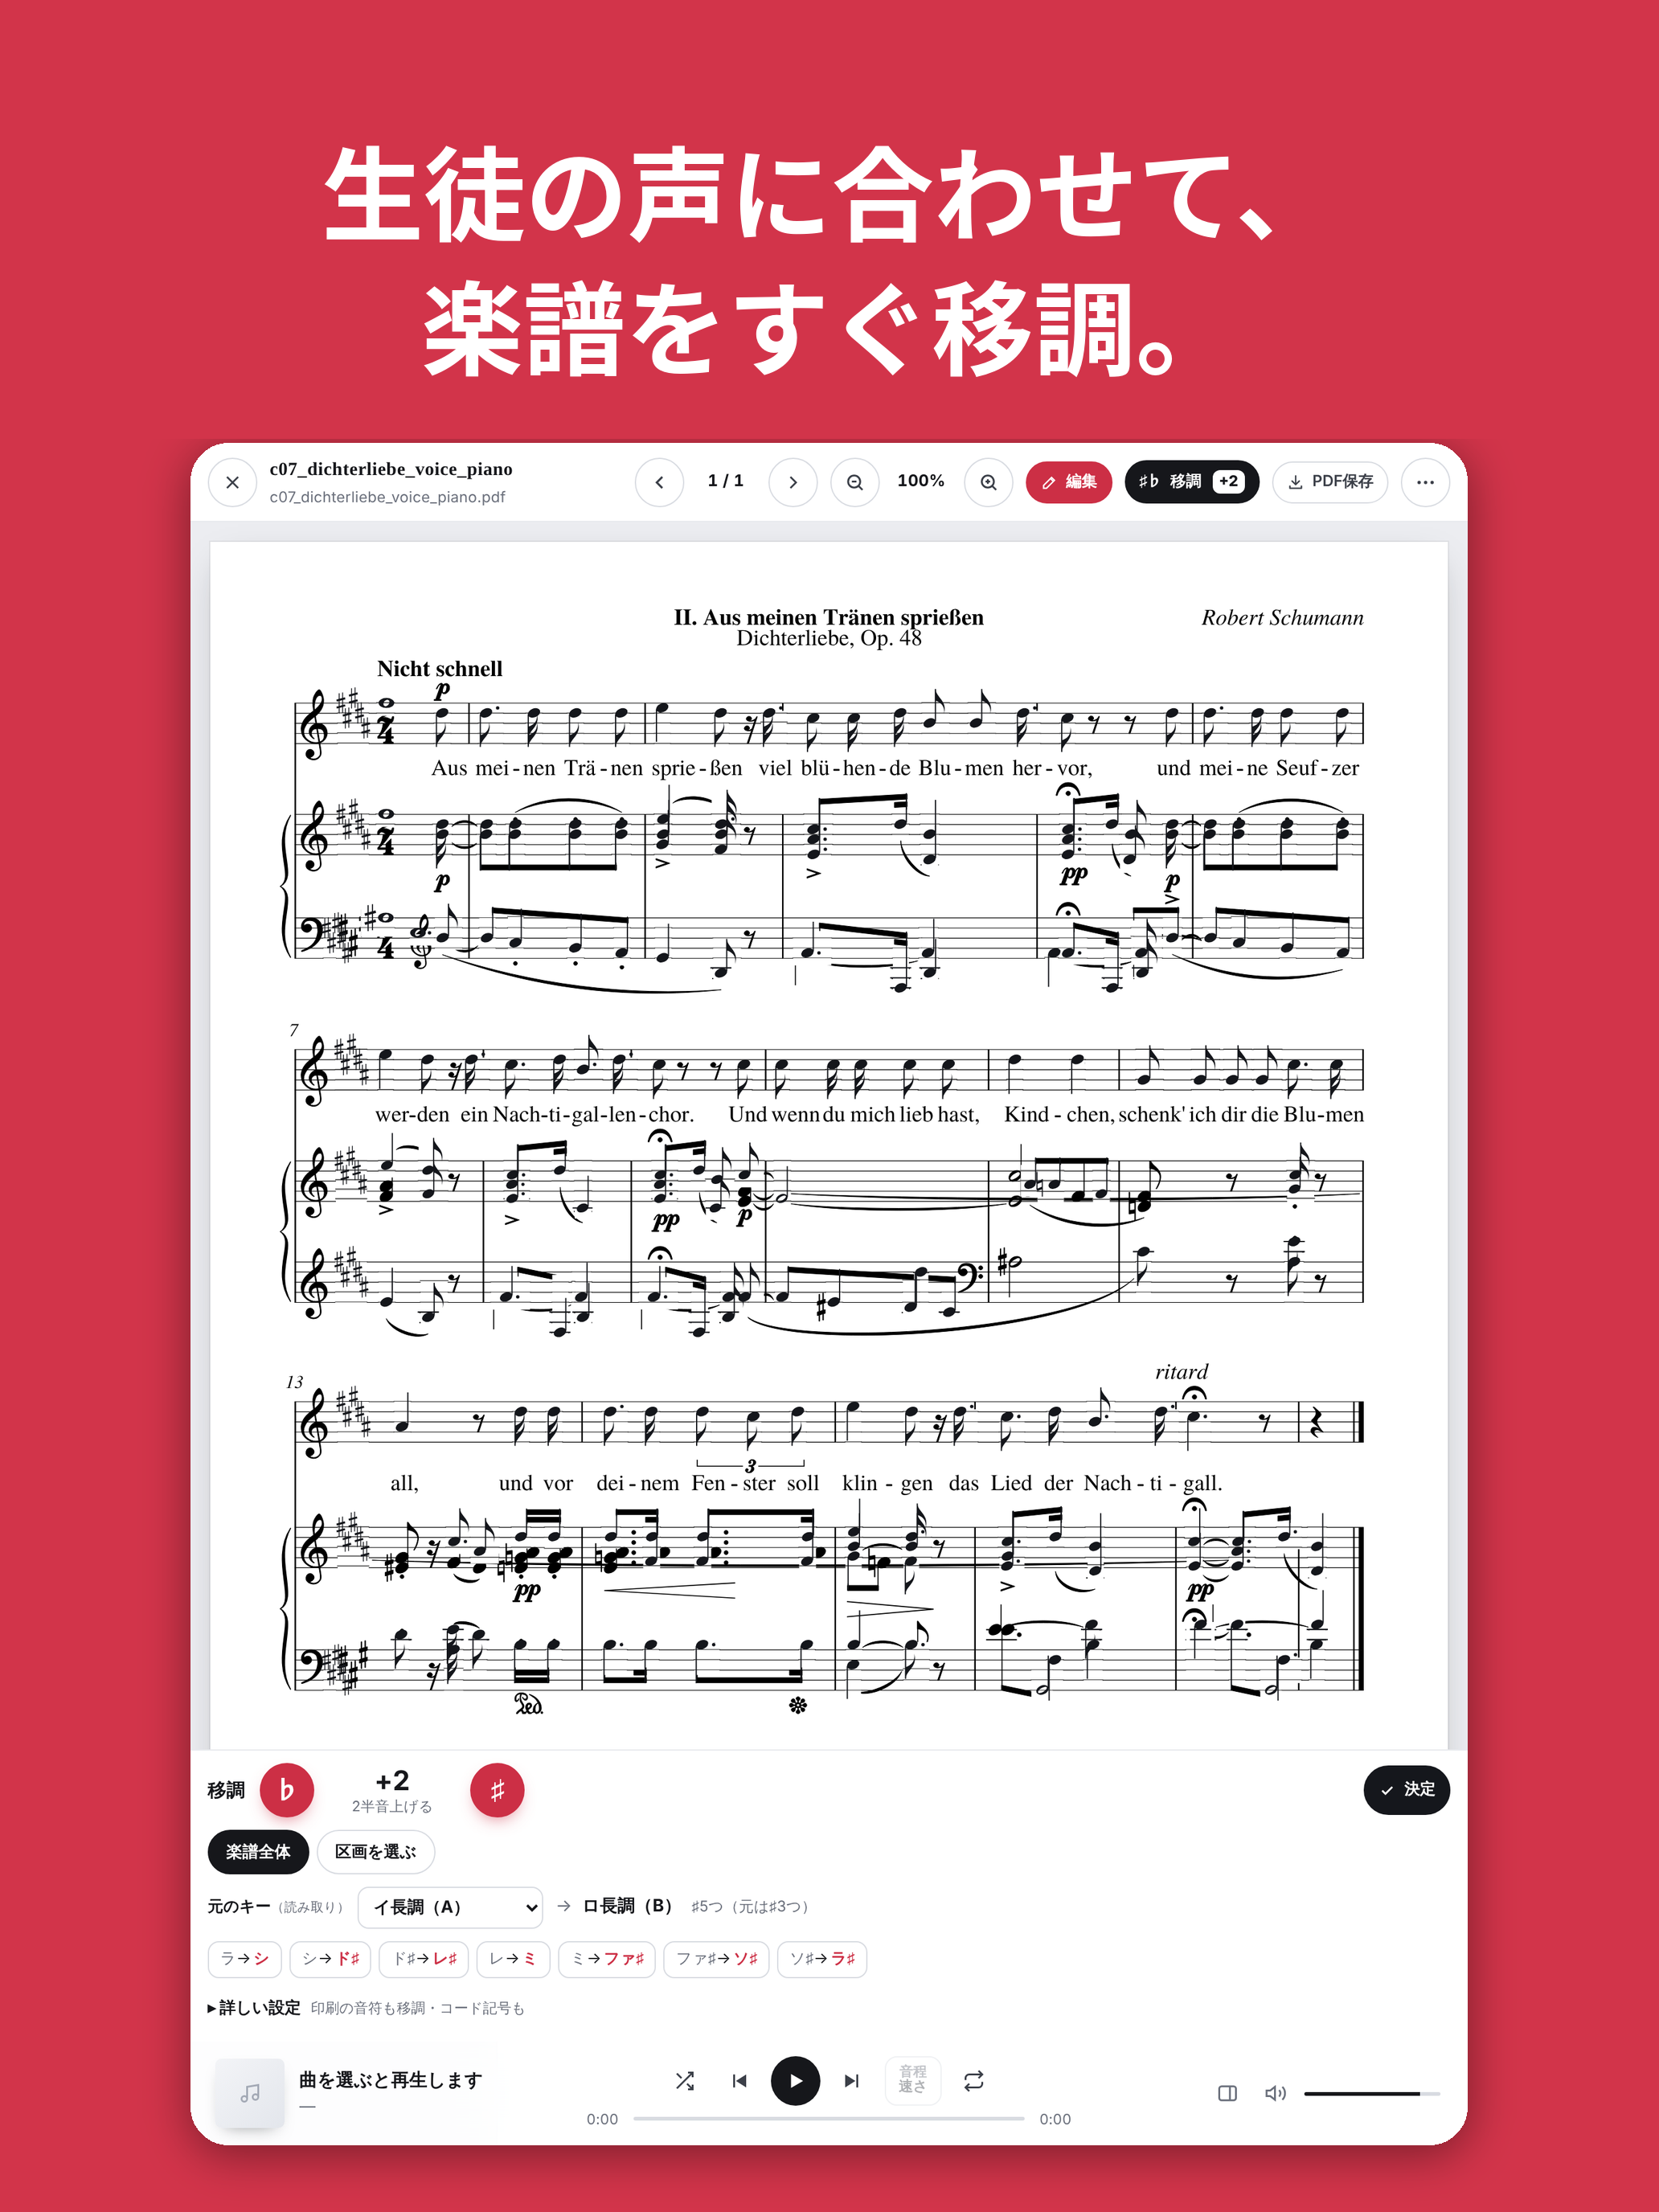 生徒の声に合わせて、
楽譜をすぐ移調。
c07_dichterliebe_voice_piano
c07_dichterliebe_voice_piano.pdf
1 / 1
100%
編集
♯♭ 移調 +2
PDF保存
II. Aus meinen Tränen sprießen
Robert Schumann
Dichterliebe, Op. 48
Nicht schnell
p
Aus mei-nen Trä-nen sprie-ßen viel blü-hen-de Blu-men her-vor, und mei-ne Seuf-zer
p
pp
p
7
wer-den ein Nach-ti-gal-len-chor. Und wenn du mich lieb hast, Kind-chen, schenk' ich dir die Blu-men
pp
p
13
ritard
3
all, und vor dei-nem Fen-ster soll klin-gen das Lied der Nach-ti-gall.
pp
pp
Ped.
移調
♭
+2
2半音上げる
♯
決定
楽譜全体
区画を選ぶ
元のキー（読み取り） イ長調（A） → ロ長調（B） ♯5つ（元は♯3つ）
ラ→シ シ→ド♯ ド♯→レ♯ レ→ミ ミ→ファ♯ ファ♯→ソ♯ ソ♯→ラ♯
▸詳しい設定 印刷の音符も移調・コード記号も
曲を選ぶと再生します
—
音程
速さ
0:00
0:00